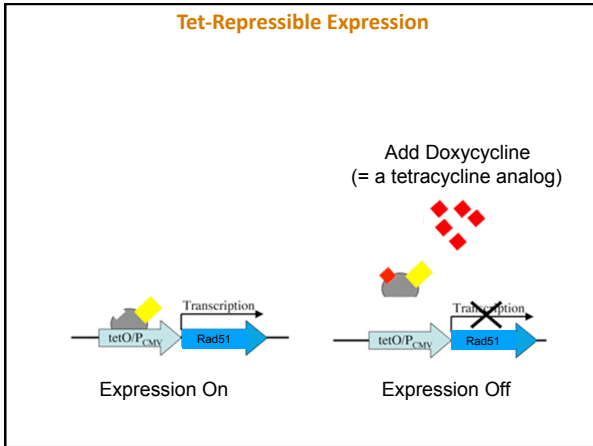 Tet-Repressible Expression
Add Doxycycline
(= a tetracycline analog)
Transcription
tetO/PCMV
Rad51
Expression On
Transcription
tetO/PCMV
Rad51
Expression Off